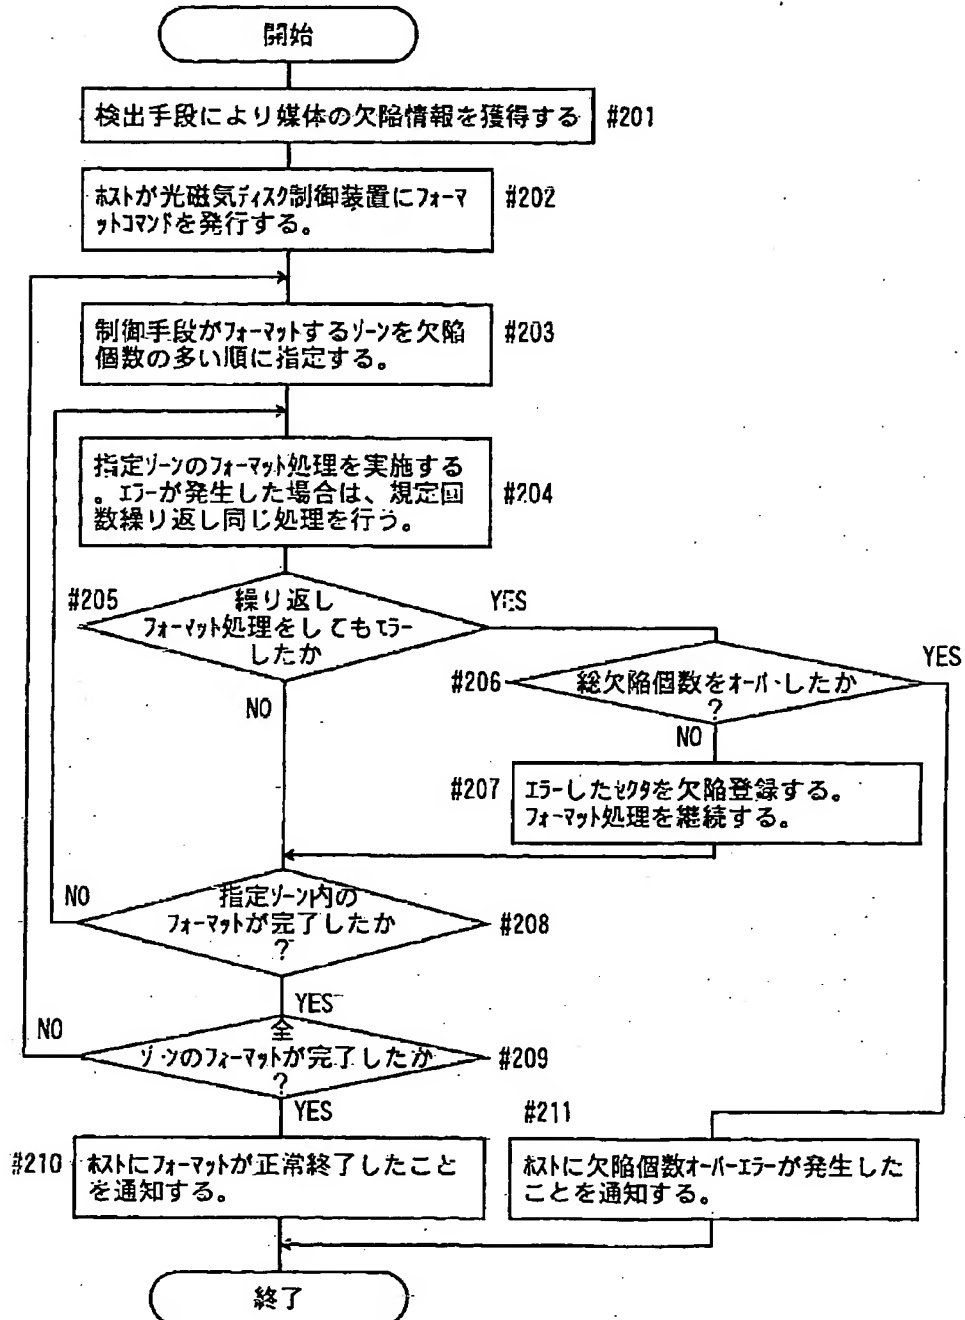 開始
検出手段により媒体の欠陥情報を獲得する
#201
ホストが光磁気ディスク制御装置にフォーマ
ットコマンドを発行する。
#202
制御手段がフォーマットするゾーンを欠陥
個数の多い順に指定する。
#203
指定ゾーンのフォーマット処理を実施する
。エラーが発生した場合は、規定回
数繰り返し同じ処理を行う。
#204
#205
繰り返し
フォーマット処理をしてもエラー
したか
YES
NO
#206
総欠陥個数をオーバーしたか
?
YES
NO
#207
エラーしたセクタを欠陥登録する。
フォーマット処理を継続する。
NO
指定ゾーン内の
フォーマットが完了したか
?
#208
YES
NO
全
ゾーンのフォーマットが完了したか
?
#209
YES
#210
ホストにフォーマットが正常終了したこと
を通知する。
#211
ホストに欠陥個数オーバーエラーが発生した
ことを通知する。
終了